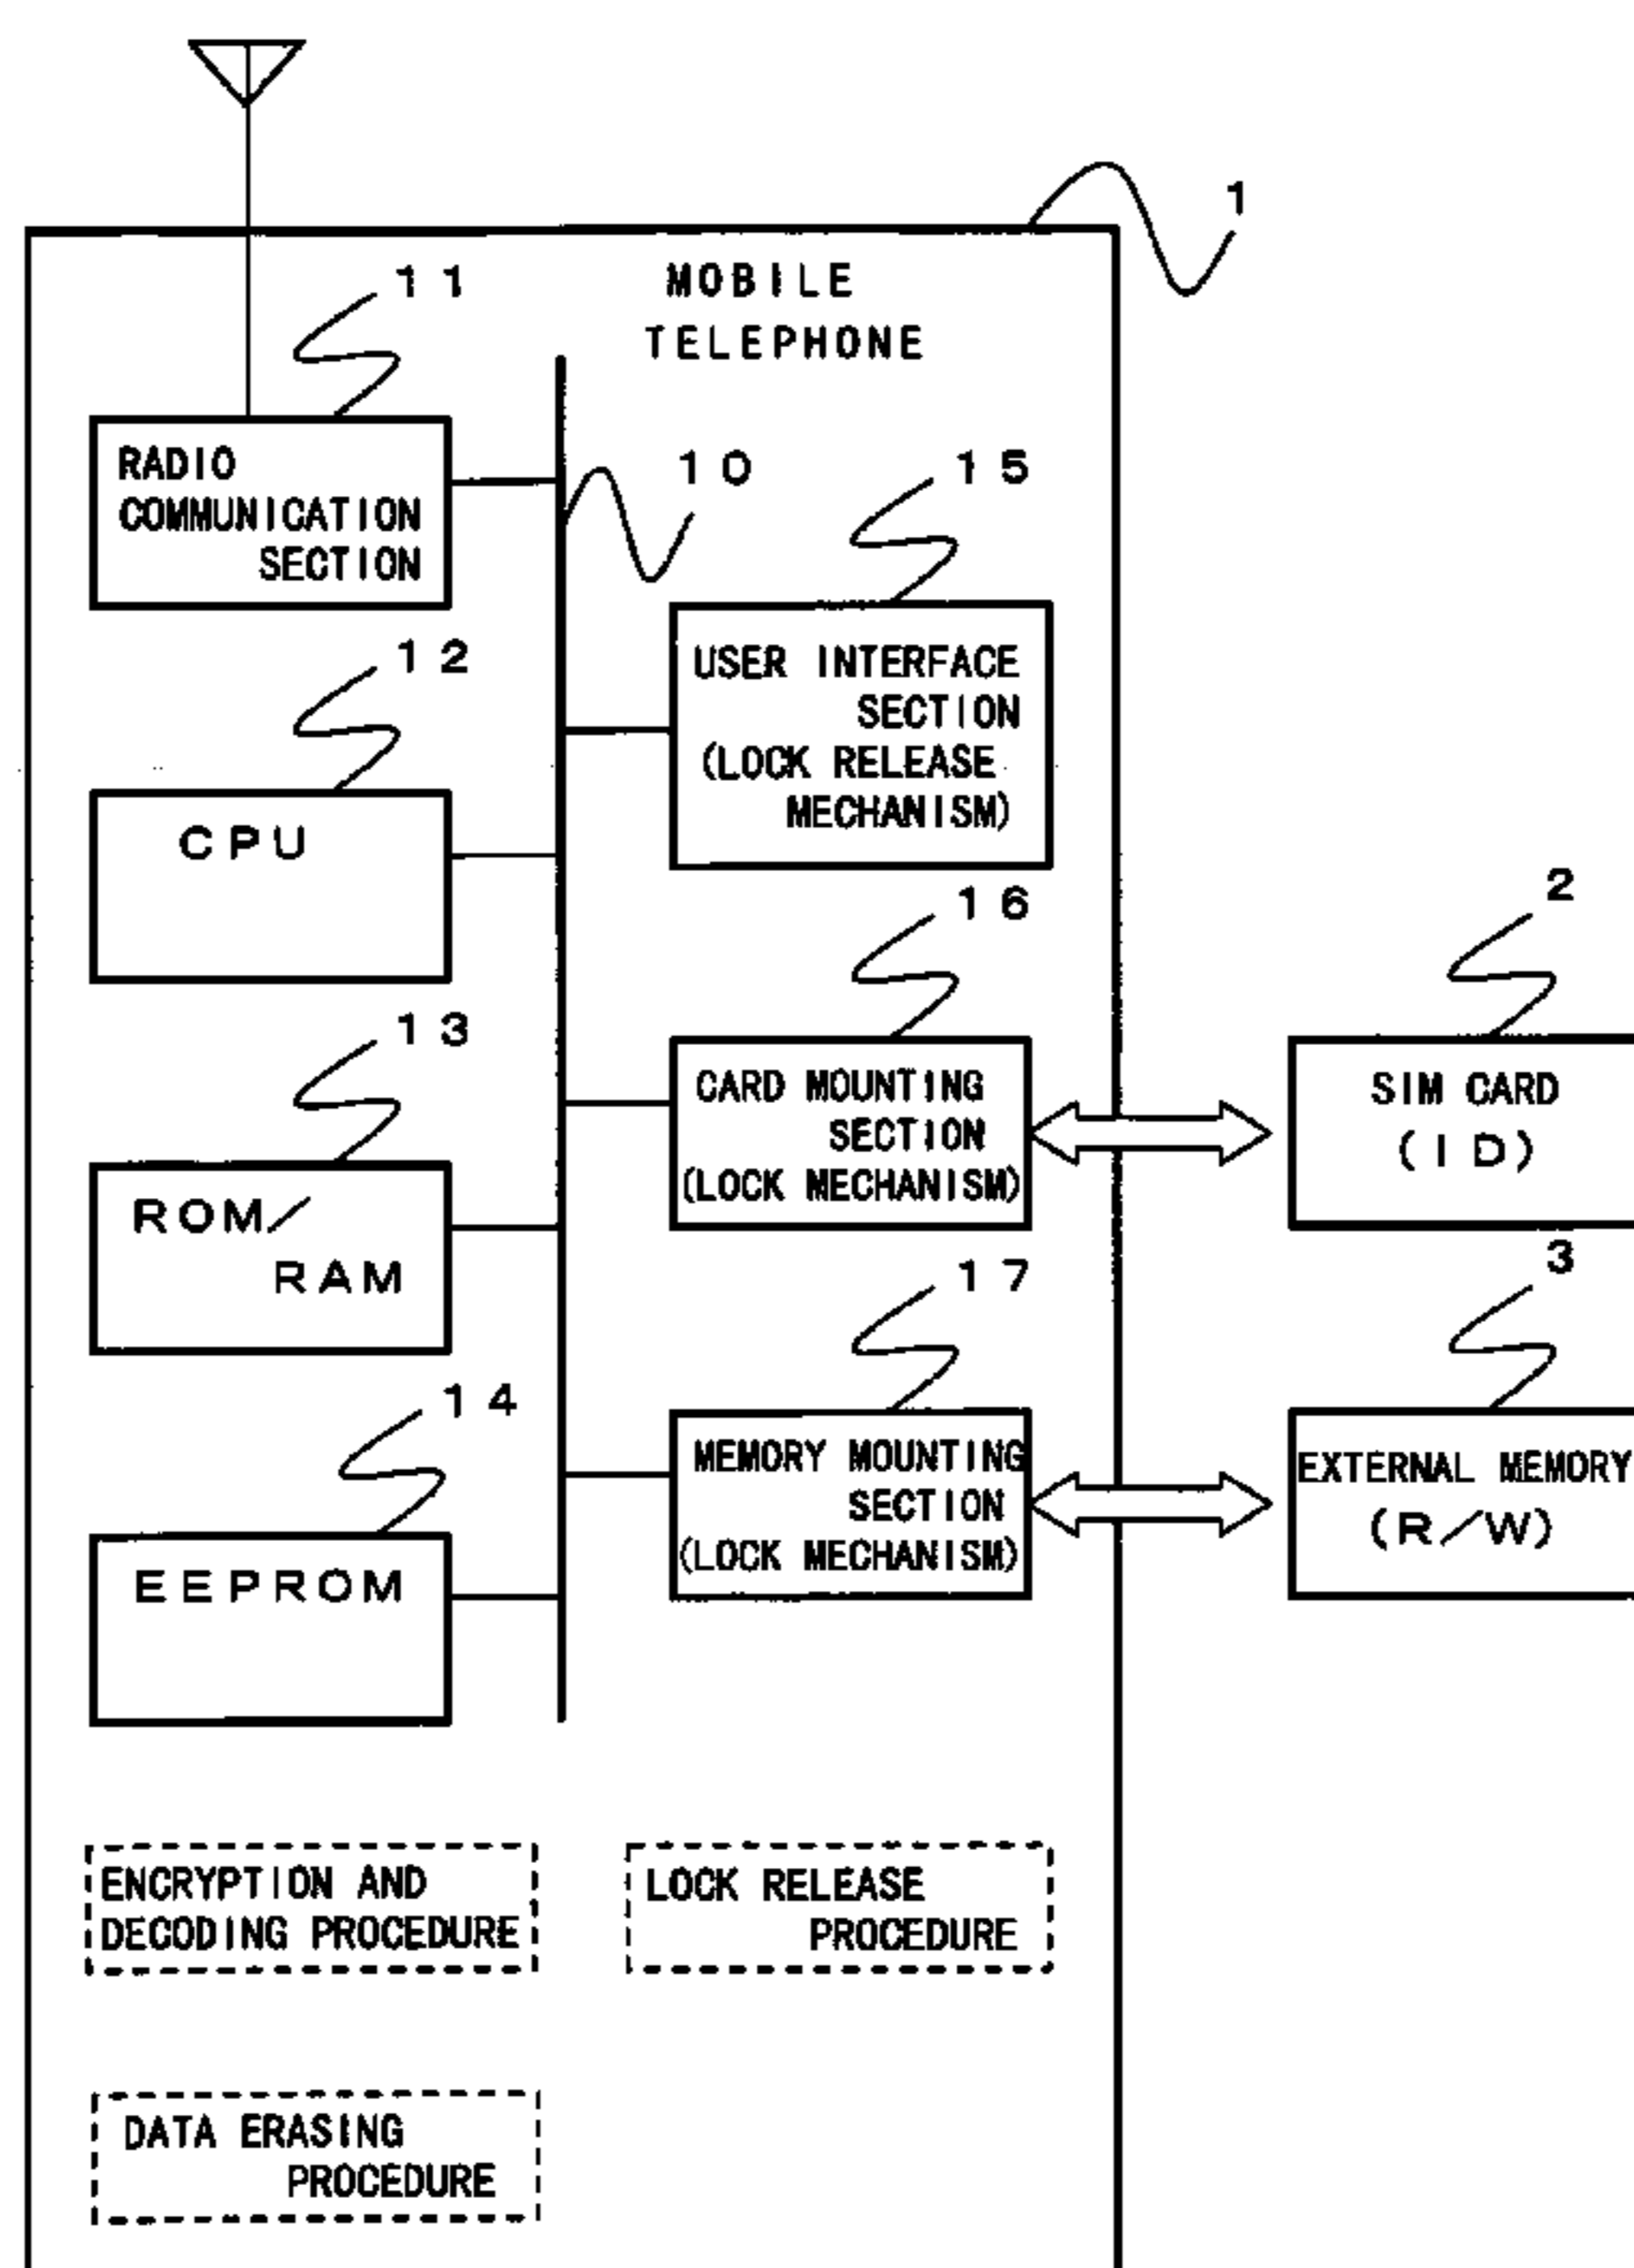 1
MOBILE
TELEPHONE
11
RADIO
COMMUNICATION
SECTION
10
15
USER INTERFACE
SECTION
(LOCK RELEASE
MECHANISM)
12
CPU
16
CARD MOUNTING
SECTION
(LOCK MECHANISM)
2
SIM CARD
(ID)
13
ROM/
RAM
17
MEMORY MOUNTING
SECTION
(LOCK MECHANISM)
3
EXTERNAL MEMORY
(R/W)
14
EEPROM
ENCRYPTION AND
DECODING PROCEDURE
LOCK RELEASE
PROCEDURE
DATA ERASING
PROCEDURE